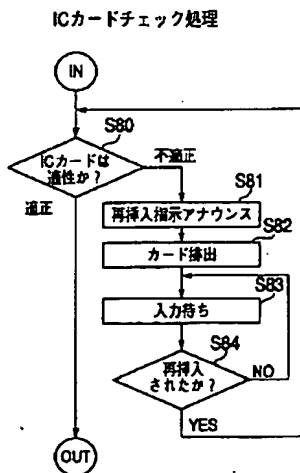 ICカードチェック処理
IN
S80
ICカードは
適性か?
不適正
適正
S81
再挿入指示アナウンス
S82
カード排出
S83
入力待ち
S84
再挿入
されたか?
NO
YES
OUT